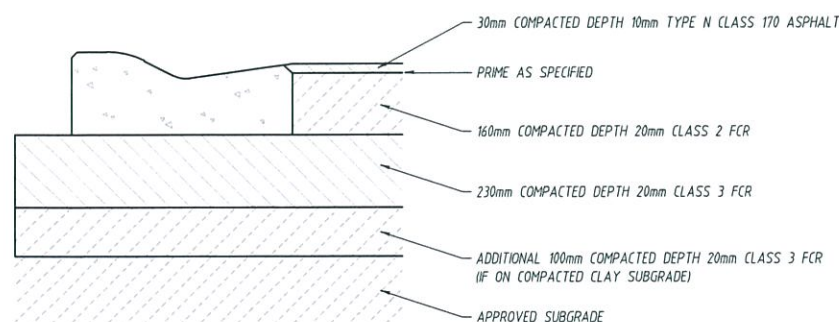 30mm COMPACTED DEPTH 10mm TYPE N CLASS 170 ASPHALT
PRIME AS SPECIFIED
160mm COMPACTED DEPTH 20mm CLASS 2 FCR
230mm COMPACTED DEPTH 20mm CLASS 3 FCR
ADDITIONAL 100mm COMPACTED DEPTH 20mm CLASS 3 FCR
(IF ON COMPACTED CLAY SUBGRADE)
APPROVED SUBGRADE